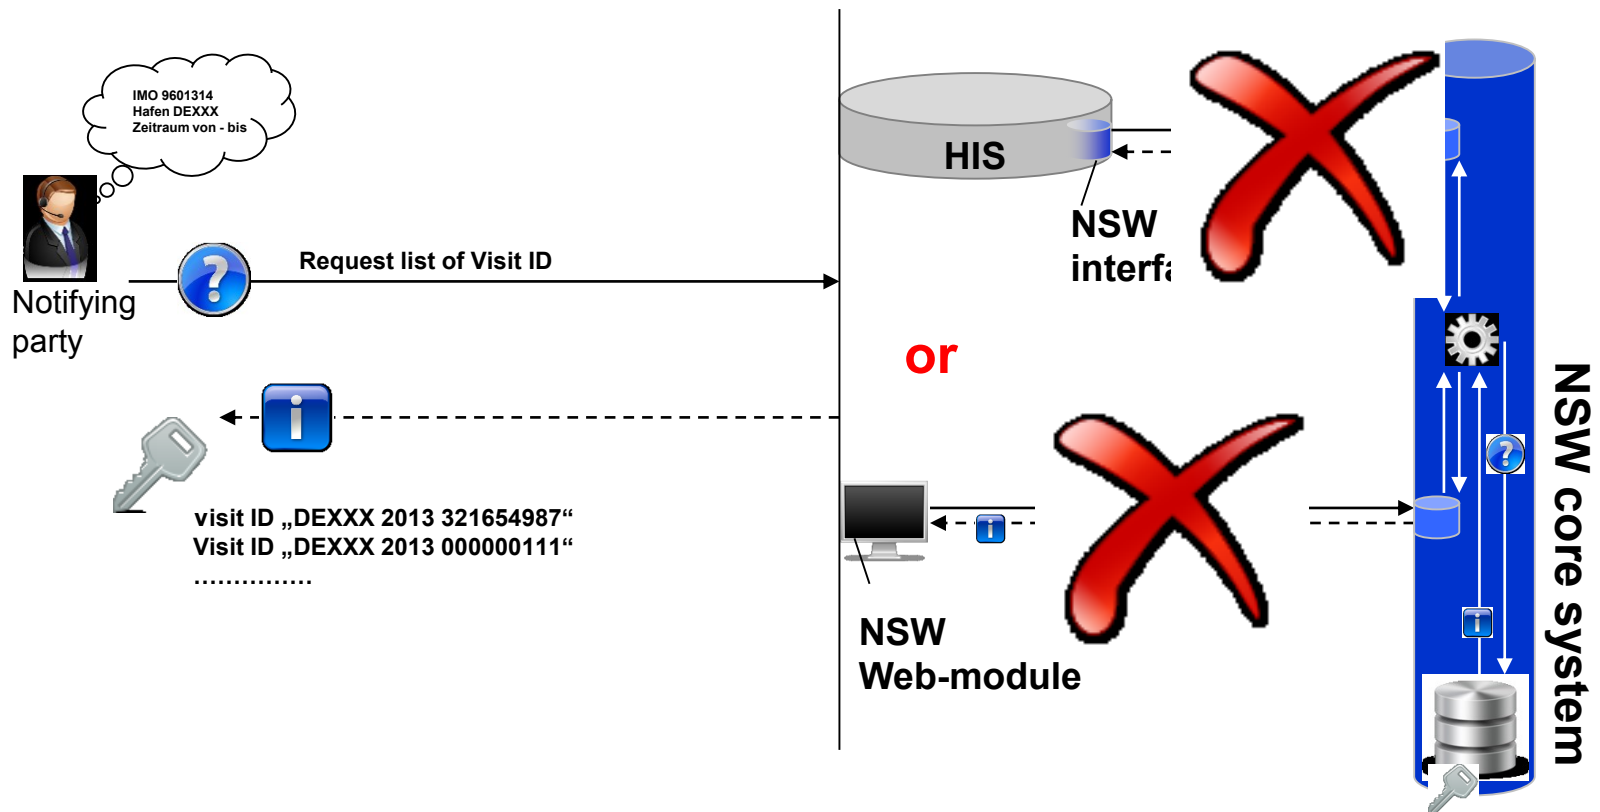 IMO 9601314
Hafen DEXXX
Zeitraum von - bis
Notifying
party
Request list of Visit ID
visit ID „DEXXX 2013 321654987“
Visit ID „DEXXX 2013 000000111“
...............
HIS
NSW
interfa
or
NSW
Web-module
NSW core system